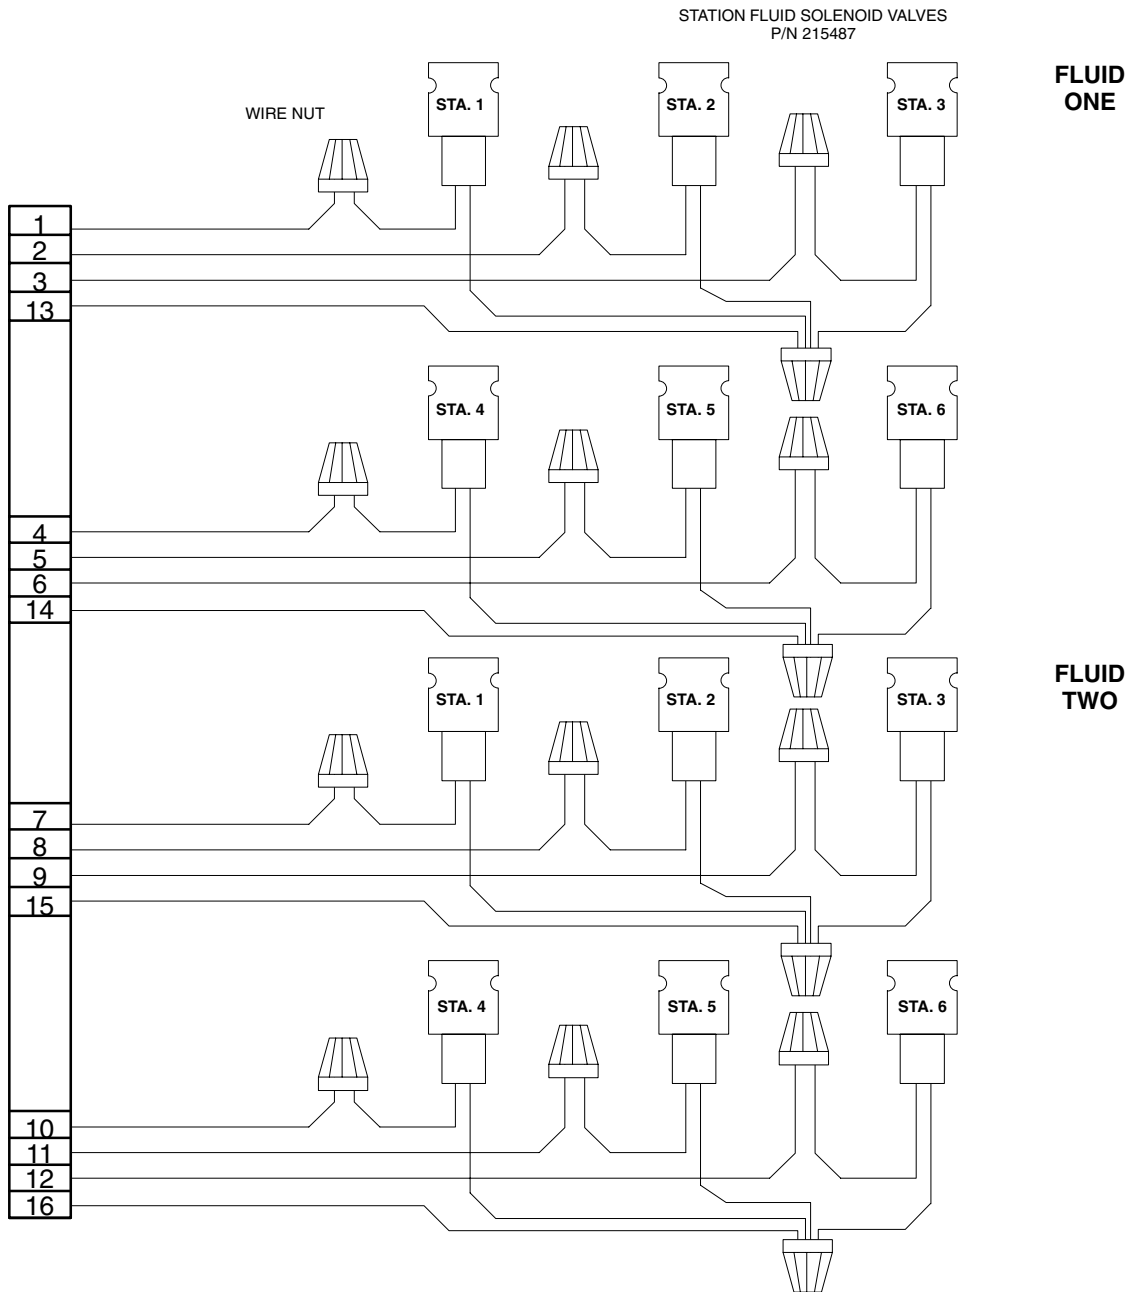 STATION FLUID SOLENOID VALVES
P/N 215487
FLUID
ONE
WIRE NUT
STA. 1
STA. 2
STA. 3
1
2
3
13
STA. 4
STA. 5
STA. 6
4
5
6
14
FLUID
TWO
STA. 1
STA. 2
STA. 3
7
8
9
15
STA. 4
STA. 5
STA. 6
10
11
12
16